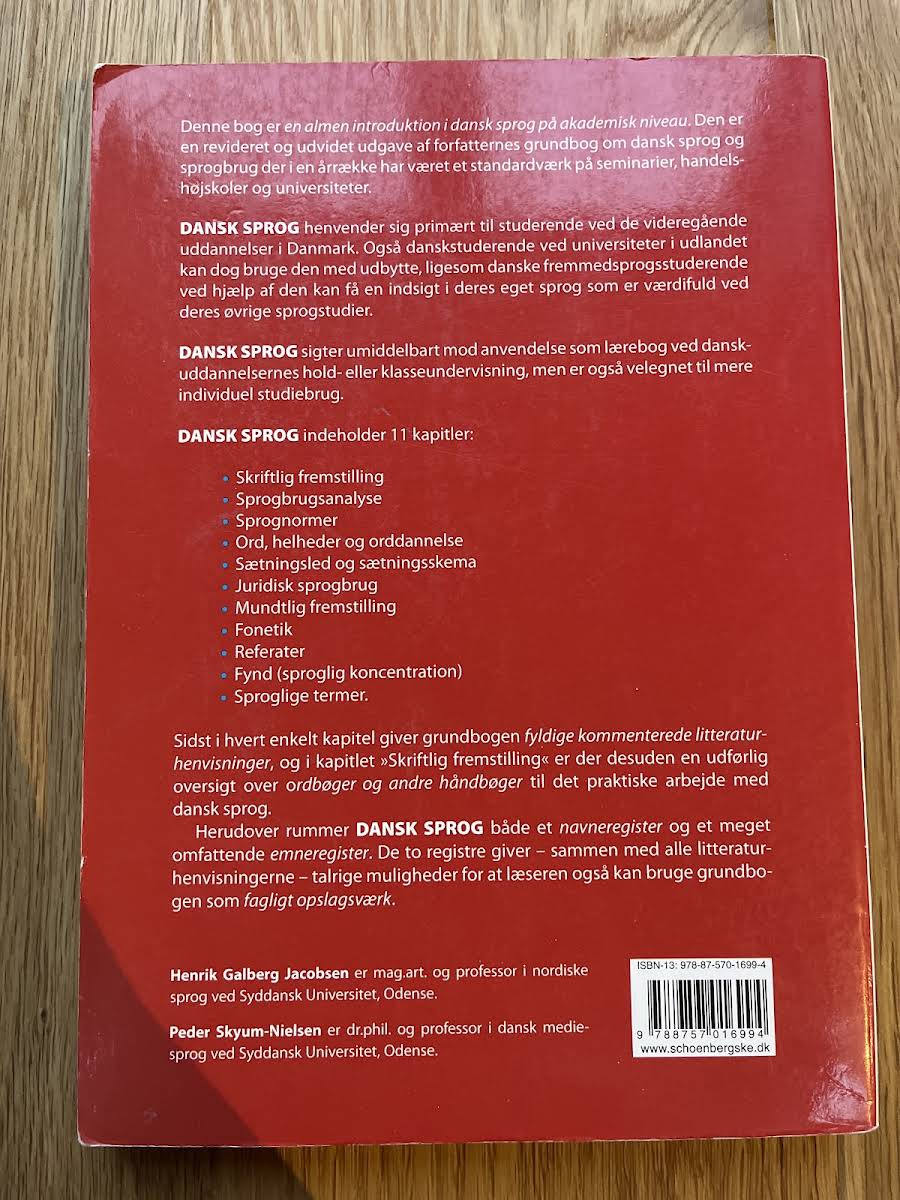 Denne bog er en almen introduktion i dansk sprog på akademisk niveau. Den er
en revideret og udvidet udgave af forfatternes grundbog om dansk sprog og
sprogbrug der i en årrække har været et standardværk på seminarier, handels-
højskoler og universiteter.
DANSK SPROG henvender sig primært til studerende ved de videregående
uddannelser i Danmark. Også danskstuderende ved universiteter i udlandet
kan dog bruge den med udbytte, ligesom danske fremmedsprogsstuderende
ved hjælp af den kan få en indsigt i deres eget sprog som er værdifuld ved
deres øvrige sprogstudier.
DANSK SPROG sigter umiddelbart mod anvendelse som lærebog ved dansk-
uddannelsernes hold- eller klasseundervisning, men er også velegnet til mere
individuel studiebrug.
DANSK SPROG indeholder 11 kapitler:
• Skriftlig fremstilling
• Sprogbrugsanalyse
• Sprognormer
• Ord, helheder og orddannelse
• Sætningsled og sætningsskema
• Juridisk sprogbrug
• Mundtlig fremstilling
• Fonetik
• Referater
• Fynd (sproglig koncentration)
• Sproglige termer.
Sidst i hvert enkelt kapitel giver grundbogen fyldige kommenterede litteratur-
henvisninger, og i kapitlet »Skriftlig fremstilling« er der desuden en udførlig
oversigt over ordbøger og andre håndbøger til det praktiske arbejde med
dansk sprog.
Herudover rummer DANSK SPROG både et navneregister og et meget
omfattende emneregister. De to registre giver – sammen med alle litteratur-
henvisningerne – talrige muligheder for at læseren også kan bruge grundbo-
gen som fagligt opslagsværk.
Henrik Galberg Jacobsen er mag.art. og professor i nordiske
sprog ved Syddansk Universitet, Odense.
Peder Skyum-Nielsen er dr.phil. og professor i dansk medie-
sprog ved Syddansk Universitet, Odense.
ISBN-13: 978-87-570-1699-4
9 788757 016994
www.schoenbergske.dk